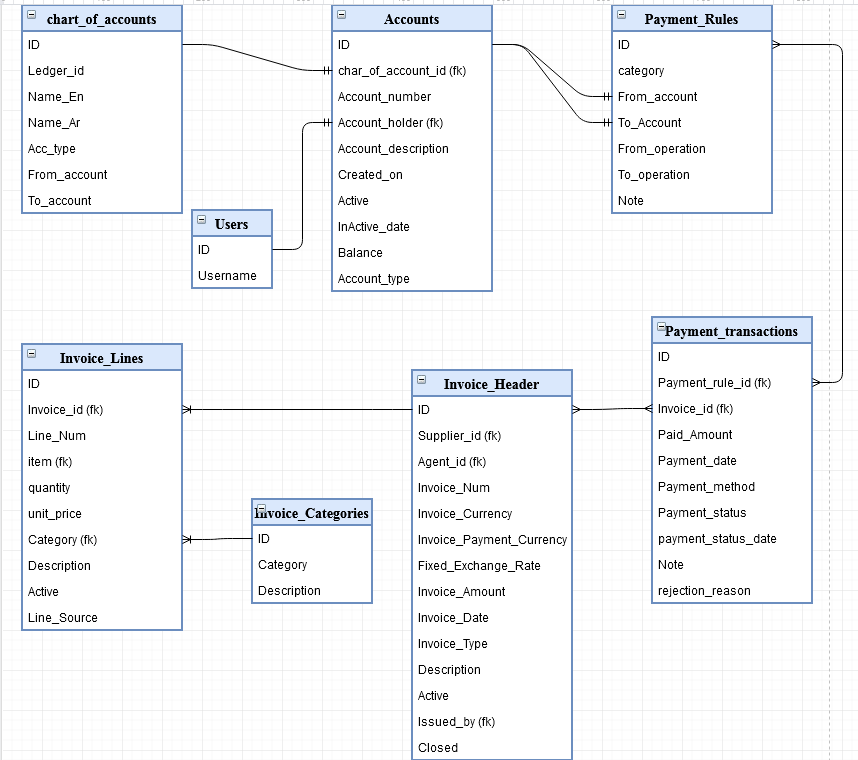 chart_of_accounts
ID
Ledger_id
Name_En
Name_Ar
Acc_type
From_account
To_account
Accounts
ID
char_of_account_id (fk)
Account_number
Account_holder (fk)
Account_description
Created_on
Active
InActive_date
Balance
Account_type
Payment_Rules
ID
category
From_account
To_Account
From_operation
To_operation
Note
Users
ID
Username
Invoice_Lines
ID
Invoice_id (fk)
Line_Num
item (fk)
quantity
unit_price
Category (fk)
Description
Active
Line_Source
Invoice_Categories
ID
Category
Description
Invoice_Header
ID
Supplier_id (fk)
Agent_id (fk)
Invoice_Num
Invoice_Currency
Invoice_Payment_Currency
Fixed_Exchange_Rate
Invoice_Amount
Invoice_Date
Invoice_Type
Description
Active
Issued_by (fk)
Closed
Payment_transactions
ID
Payment_rule_id (fk)
Invoice_id (fk)
Paid_Amount
Payment_date
Payment_method
Payment_status
payment_status_date
Note
rejection_reason